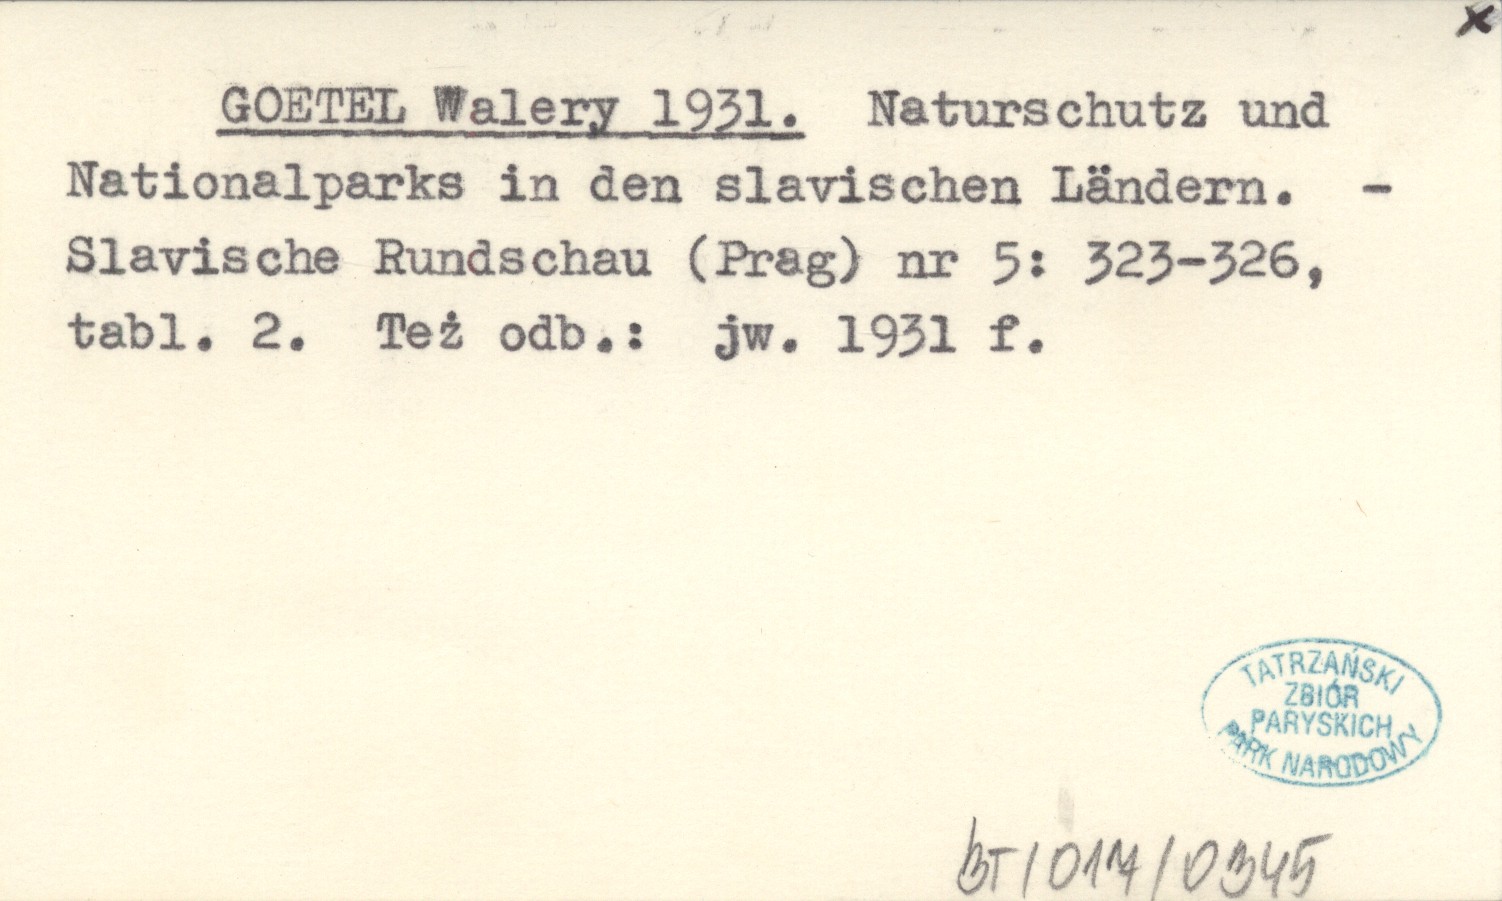 x
GOETEL Walery 1931. Naturschutz und
Nationalparks in den slavischen Ländern. -
Slavische Rundschau (Prag) nr 5: 323-326,
tabl. 2. Też odb.: jw. 1931 f.
TATRZAŃSKI
ZBIÓR
PARYSKICH
PARK NARODOWY
BT/017/0345